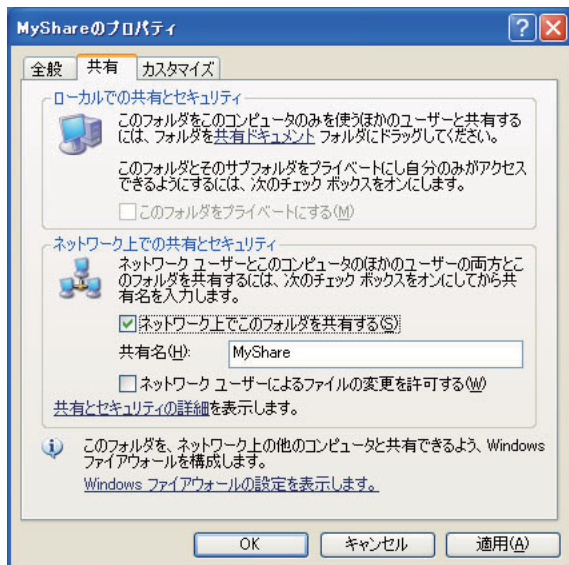 MyShareのプロパティ
全般 共有 カスタマイズ
ローカルでの共有とセキュリティ
このフォルダをこのコンピュータのみを使うほかのユーザーと共有する
には、フォルダを共有ドキュメント フォルダにドラッグしてください。
このフォルダとそのサブフォルダをプライベートにし自分のみがアクセス
できるようにするには、次のチェック ボックスをオンにします。
このフォルダをプライベートにする(M)
ネットワーク上での共有とセキュリティ
ネットワーク ユーザーとこのコンピュータのほかのユーザーの両方とこ
のフォルダを共有するには、次のチェック ボックスをオンにしてから共
有名を入力します。
ネットワーク上でこのフォルダを共有する(S)
共有名(H): MyShare
ネットワーク ユーザーによるファイルの変更を許可する(W)
共有とセキュリティの詳細を表示します。
このフォルダを、ネットワーク上の他のコンピュータと共有できるよう、Windows
ファイアウォールを構成します。
Windows ファイアウォールの設定を表示します。
OK キャンセル 適用(A)